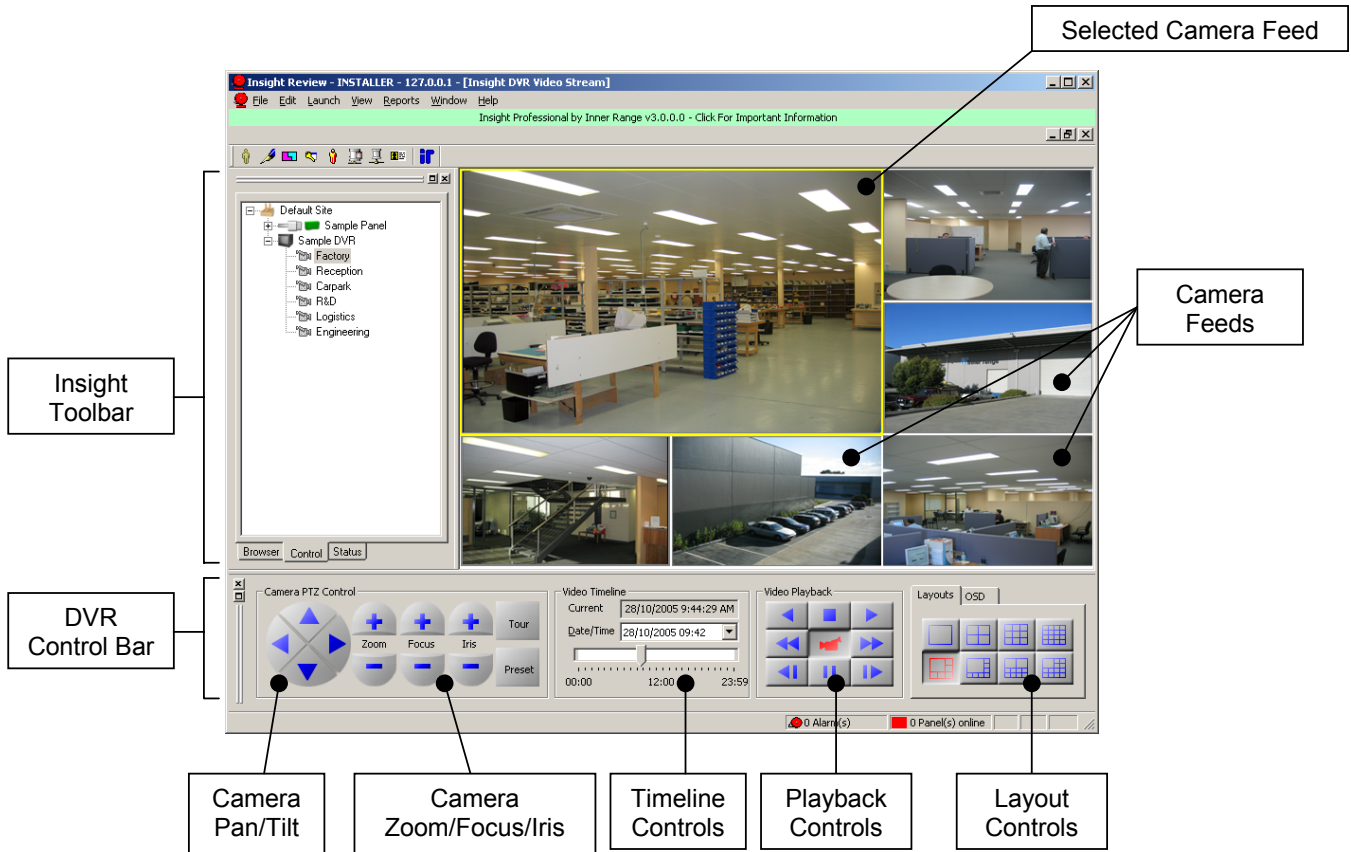 Selected Camera Feed
Insight Review - INSTALLER - 127.0.0.1 - [Insight DVR Video Stream]
File Edit Launch View Reports Window Help
Insight Professional by Inner Range v3.0.0.0 - Click For Important Information
Default Site
Sample Panel
Sample DVR
Factory
Reception
Carpark
R&D
Logistics
Engineering
Browser Control Status
Camera
Feeds
Insight
Toolbar
DVR
Control Bar
Camera PTZ Control
Zoom Focus Iris
Tour
Preset
Video Timeline
Current 28/10/2005 9:44:29 AM
Date/Time 28/10/2005 09:42
00:00 12:00 23:59
Video Playback
Layouts OSD
0 Alarm(s) 0 Panel(s) online
Camera
Pan/Tilt
Camera
Zoom/Focus/Iris
Timeline
Controls
Playback
Controls
Layout
Controls